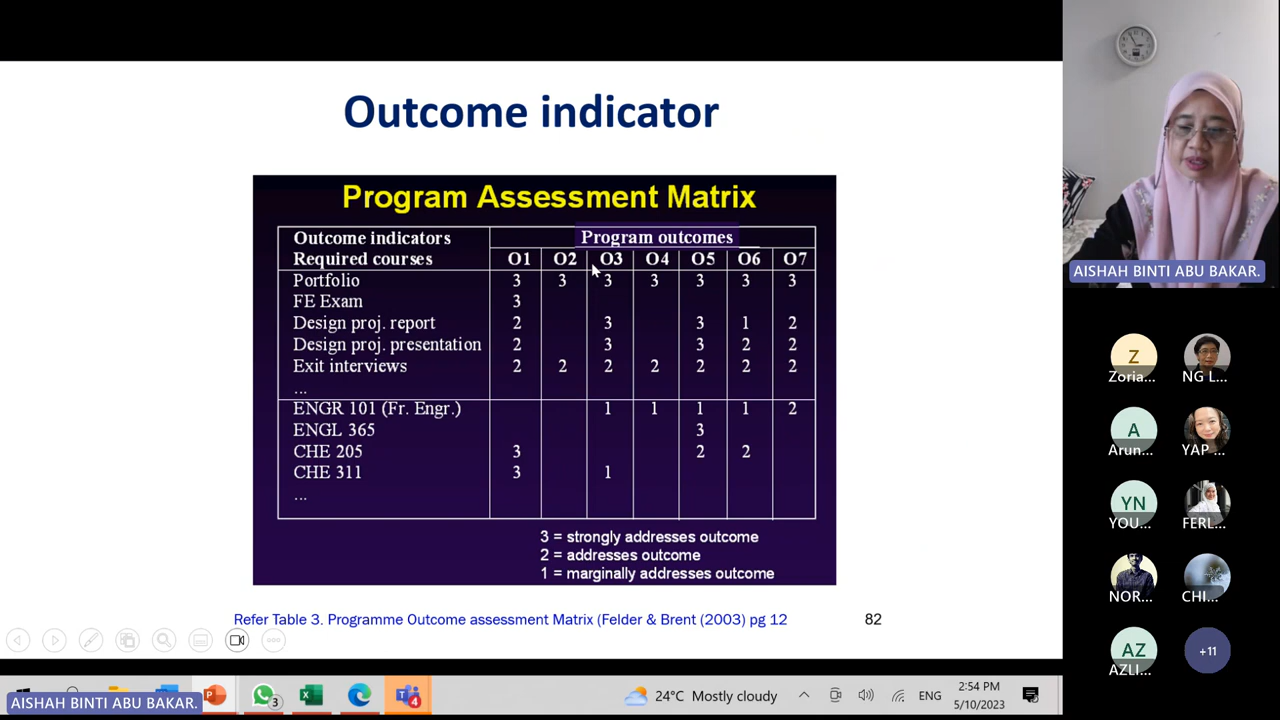 Outcome indicator
Program Assessment Matrix
Outcome indicators Program outcomes
Required courses O1 O2 O3 O4 O5 O6 O7
Portfolio 3 3 3 3 3 3 3
FE Exam 3
Design proj. report 2 3 3 1 2
Design proj. presentation 2 3 3 2 2
Exit interviews 2 2 2 2 2 2 2
...
ENGR 101 (Fr. Engr.) 1 1 1 1 2
ENGL 365 3
CHE 205 3 2 2
CHE 311 3 1
...
3 = strongly addresses outcome
2 = addresses outcome
1 = marginally addresses outcome
Refer Table 3. Programme Outcome assessment Matrix (Felder & Brent (2003) pg 12
82
AISHAH BINTI ABU BAKAR.
Z
Zoria... NG L...
A
Arun... YAP ...
YN
YOU... FERL...
NOR... CHI...
AZ +11
AZLI...
3 4 24°C Mostly cloudy ENG 2:54 PM
5/10/2023
AISHAH BINTI ABU BAKAR.